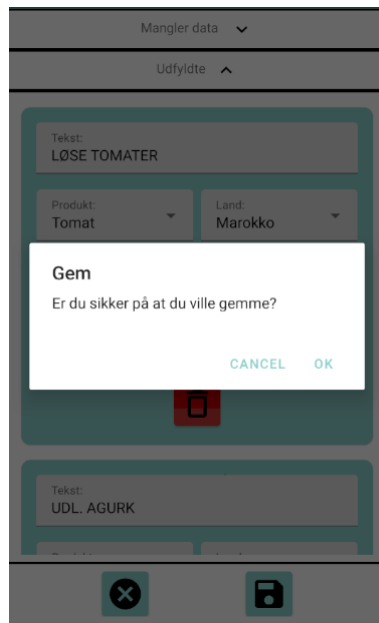 Mangler data
Udfyldte
Tekst:
LØSE TOMATER
Produkt:
Tomat
Land:
Marokko
Gem
Er du sikker på at du ville gemme?
CANCEL
OK
Tekst:
UDL. AGURK